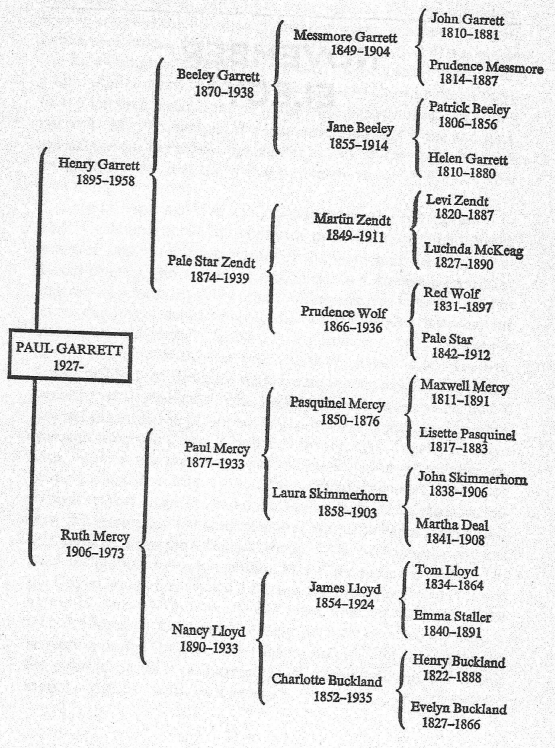 John Garrett
1810–1881
Messmore Garrett
1849–1904
Prudence Messmore
1814–1887
Beeley Garrett
1870–1938
Patrick Beeley
1806–1856
Jane Beeley
1855–1914
Helen Garrett
1810–1880
Henry Garrett
1895–1958
Levi Zendt
1820–1887
Martin Zendt
1849–1911
Lucinda McKeag
1827–1890
Pale Star Zendt
1874–1939
Red Wolf
1831–1897
Prudence Wolf
1866–1936
Pale Star
1842–1912
PAUL GARRETT
1927-
Maxwell Mercy
1811–1891
Pasquinel Mercy
1850–1876
Lisette Pasquinel
1817–1883
Paul Mercy
1877–1933
John Skimmerhorn
1838–1906
Laura Skimmerhorn
1858–1903
Martha Deal
1841–1908
Ruth Mercy
1906–1973
Tom Lloyd
1834–1864
James Lloyd
1854–1924
Emma Staller
1840–1891
Nancy Lloyd
1890–1933
Henry Buckland
1822–1888
Charlotte Buckland
1852–1935
Evelyn Buckland
1827–1866